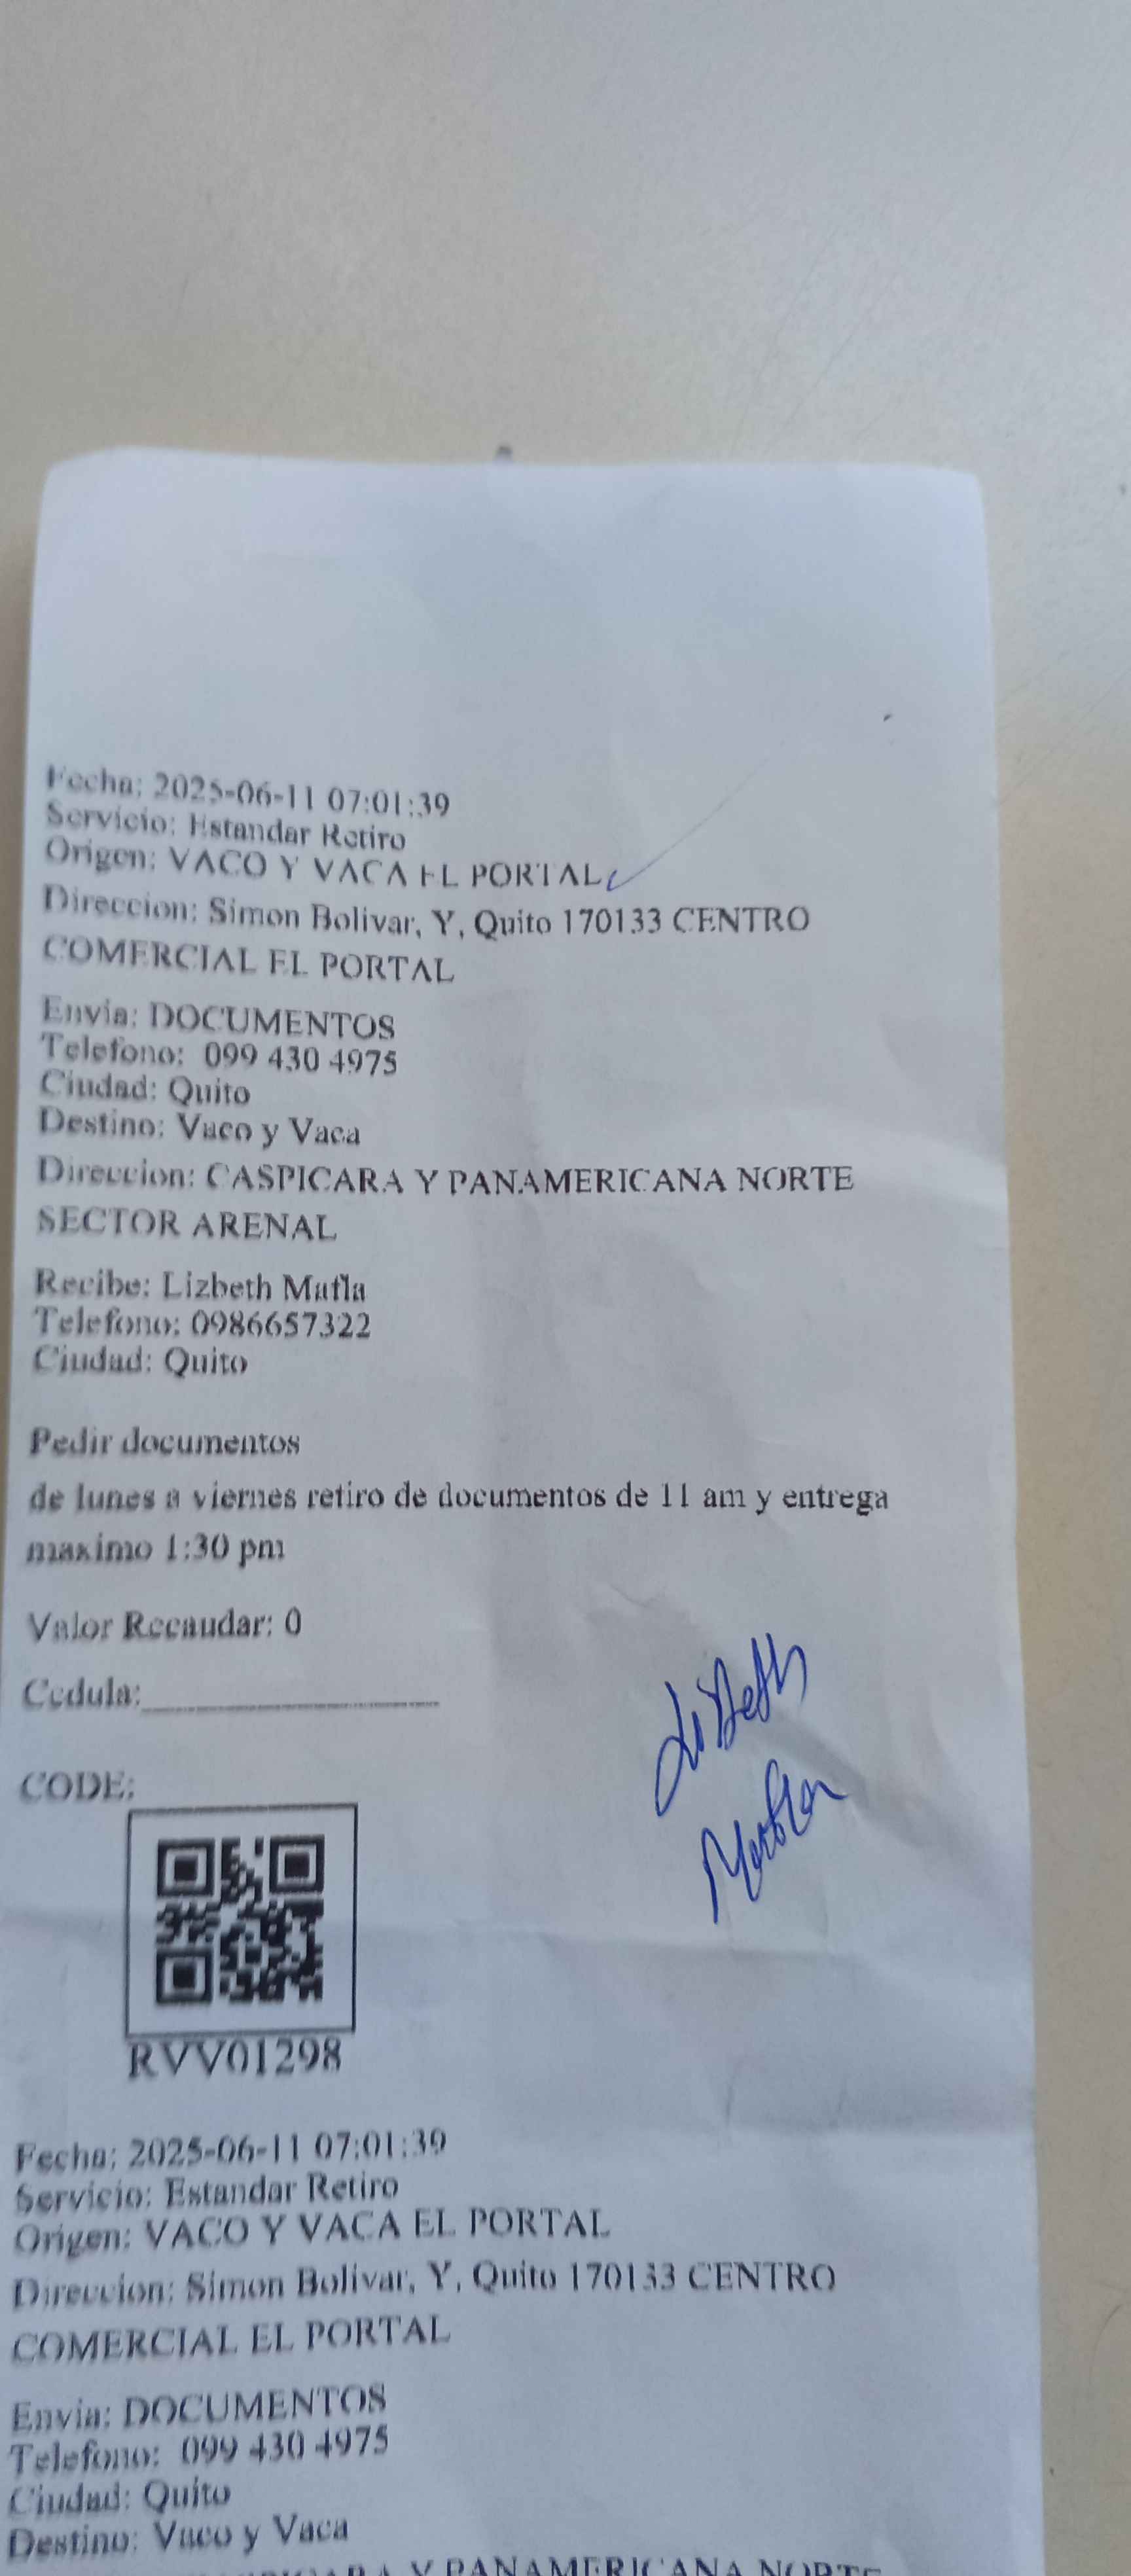 Fecha: 2025-06-11 07:01:39
Servicio: Estandar Retiro
Origen: VACO Y VACA EL PORTAL
Direccion: Simon Bolivar, Y, Quito 170133 CENTRO
COMERCIAL EL PORTAL
Envia: DOCUMENTOS
Telefono: 099 430 4975
Ciudad: Quito
Destino: Vaco y Vaca
Direccion: CASPICARA Y PANAMERICANA NORTE
SECTOR ARENAL
Recibe: Lizbeth Mafla
Telefono: 0986657322
Ciudad: Quito
Pedir documentos
de lunes a viernes retiro de documentos de 11 am y entrega
maximo 1:30 pm
Valor Recaudar: 0
Cedula:
Lizbeth
Mafla
CODE:
RVV01298
Fecha: 2025-06-11 07:01:39
Servicio: Estandar Retiro
Origen: VACO Y VACA EL PORTAL
Direccion: Simon Bolivar, Y, Quito 170133 CENTRO
COMERCIAL EL PORTAL
Envia: DOCUMENTOS
Telefono: 099 430 4975
Ciudad: Quito
Destino: Vaco y Vaca
Y PANAMERICANA NORTE